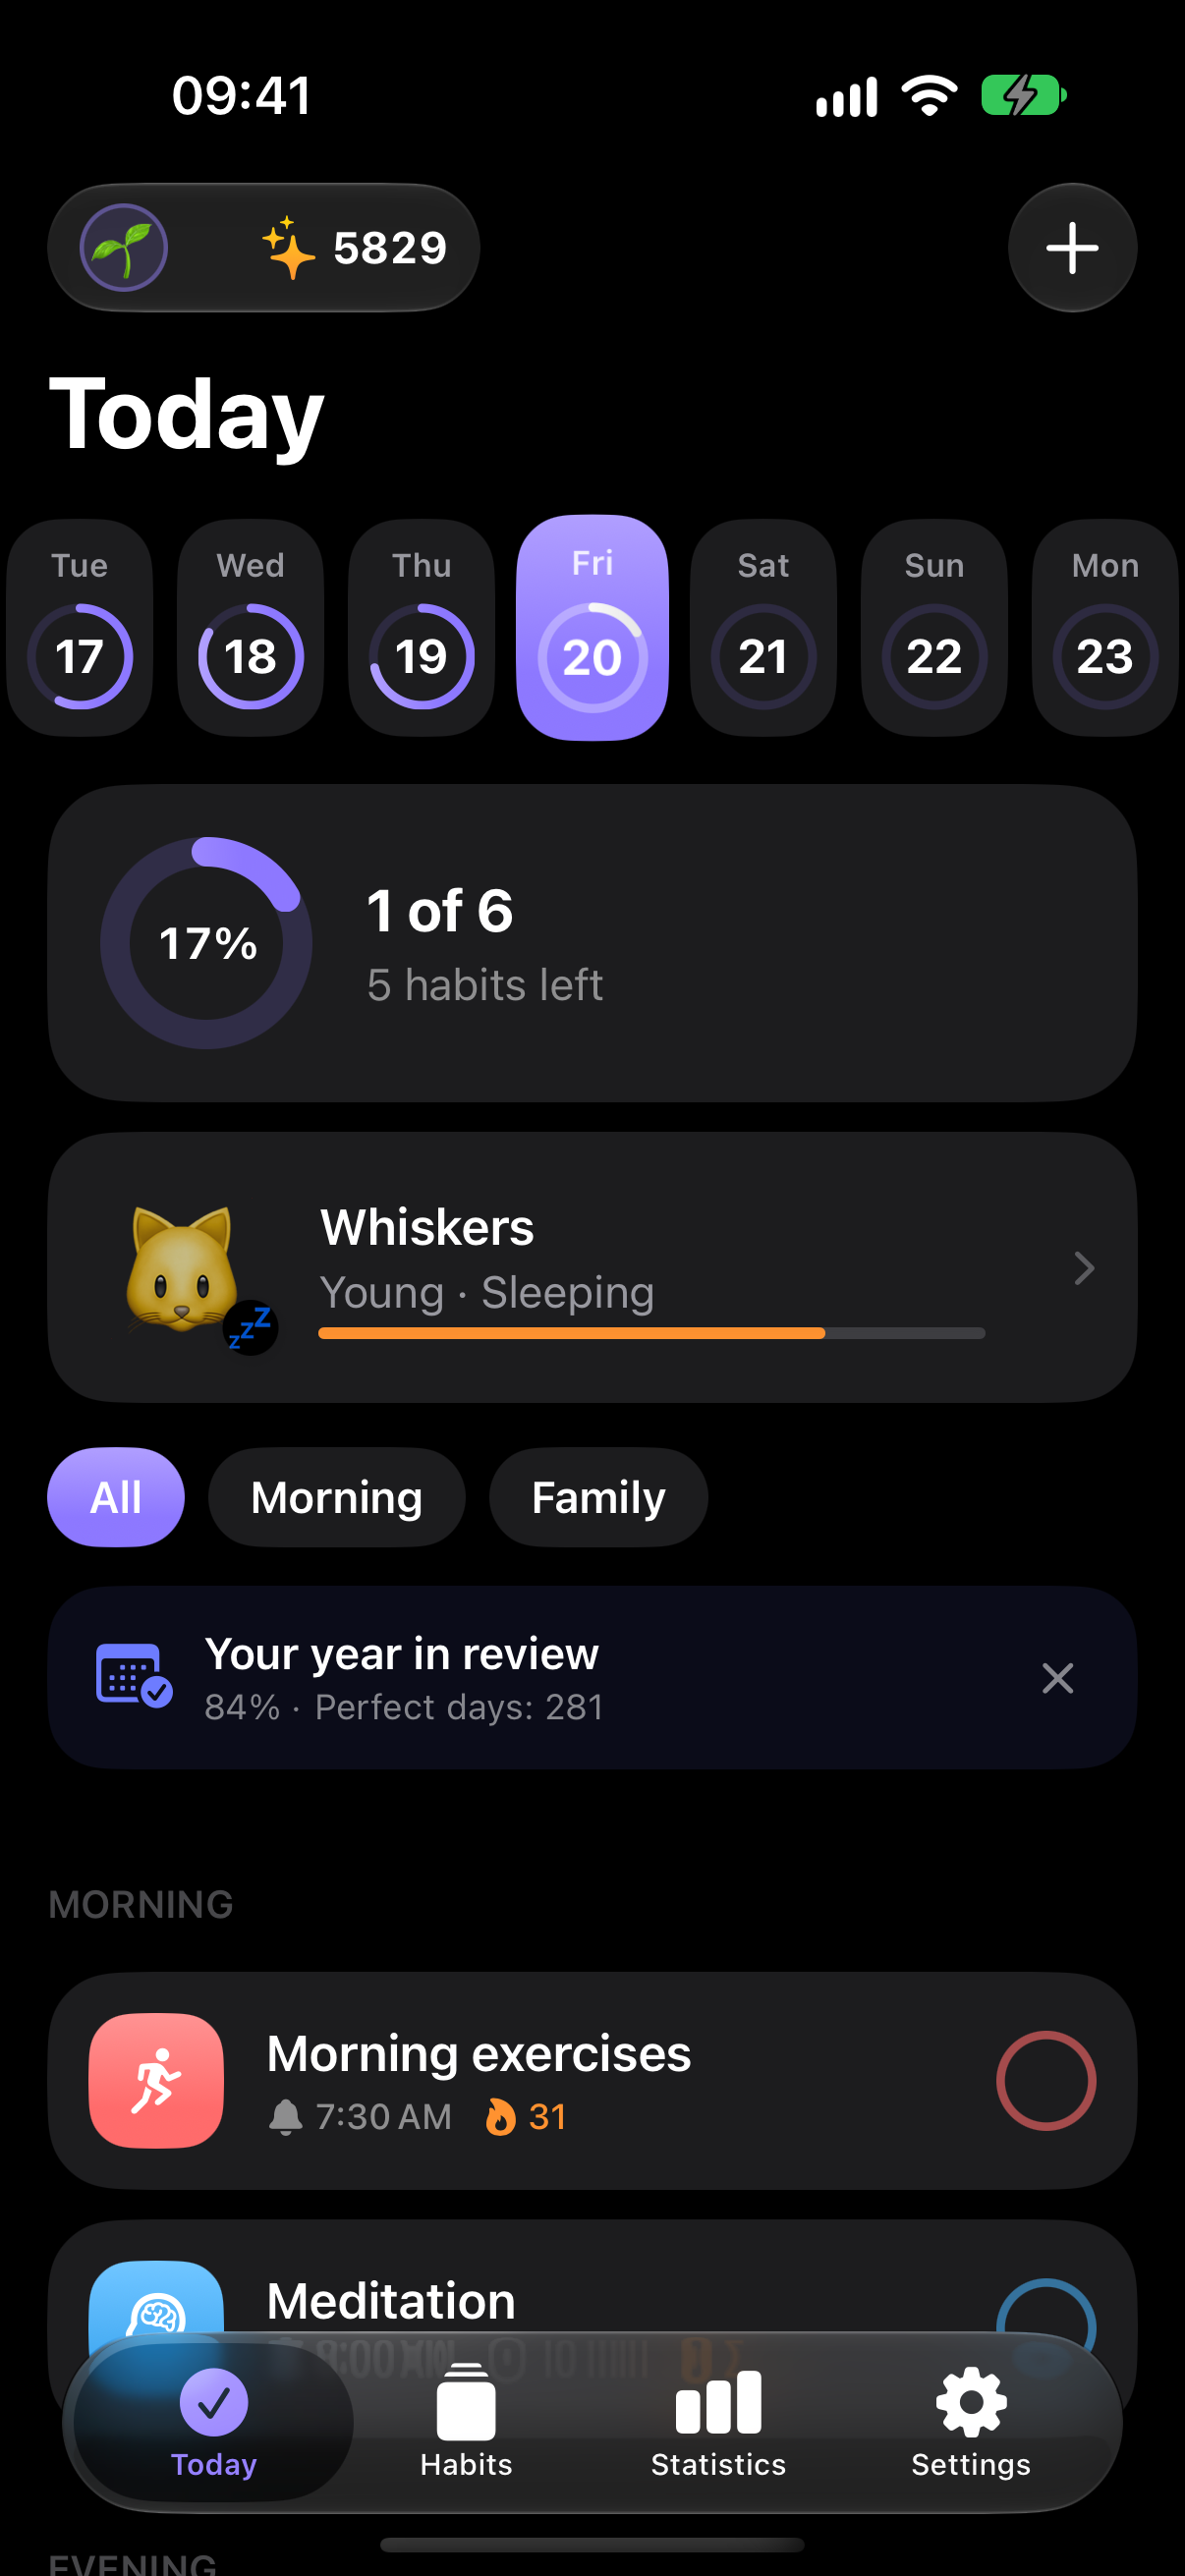 09:41
5829
Today
Tue Wed Thu Fri Sat Sun Mon
17 18 19 20 21 22 23
17%
1 of 6
5 habits left
Whiskers
Young · Sleeping
zzZ
All Morning Family
Your year in review
84% · Perfect days: 281
MORNING
Morning exercises
7:30 AM 31
Meditation
Today Habits Statistics Settings
EVENING